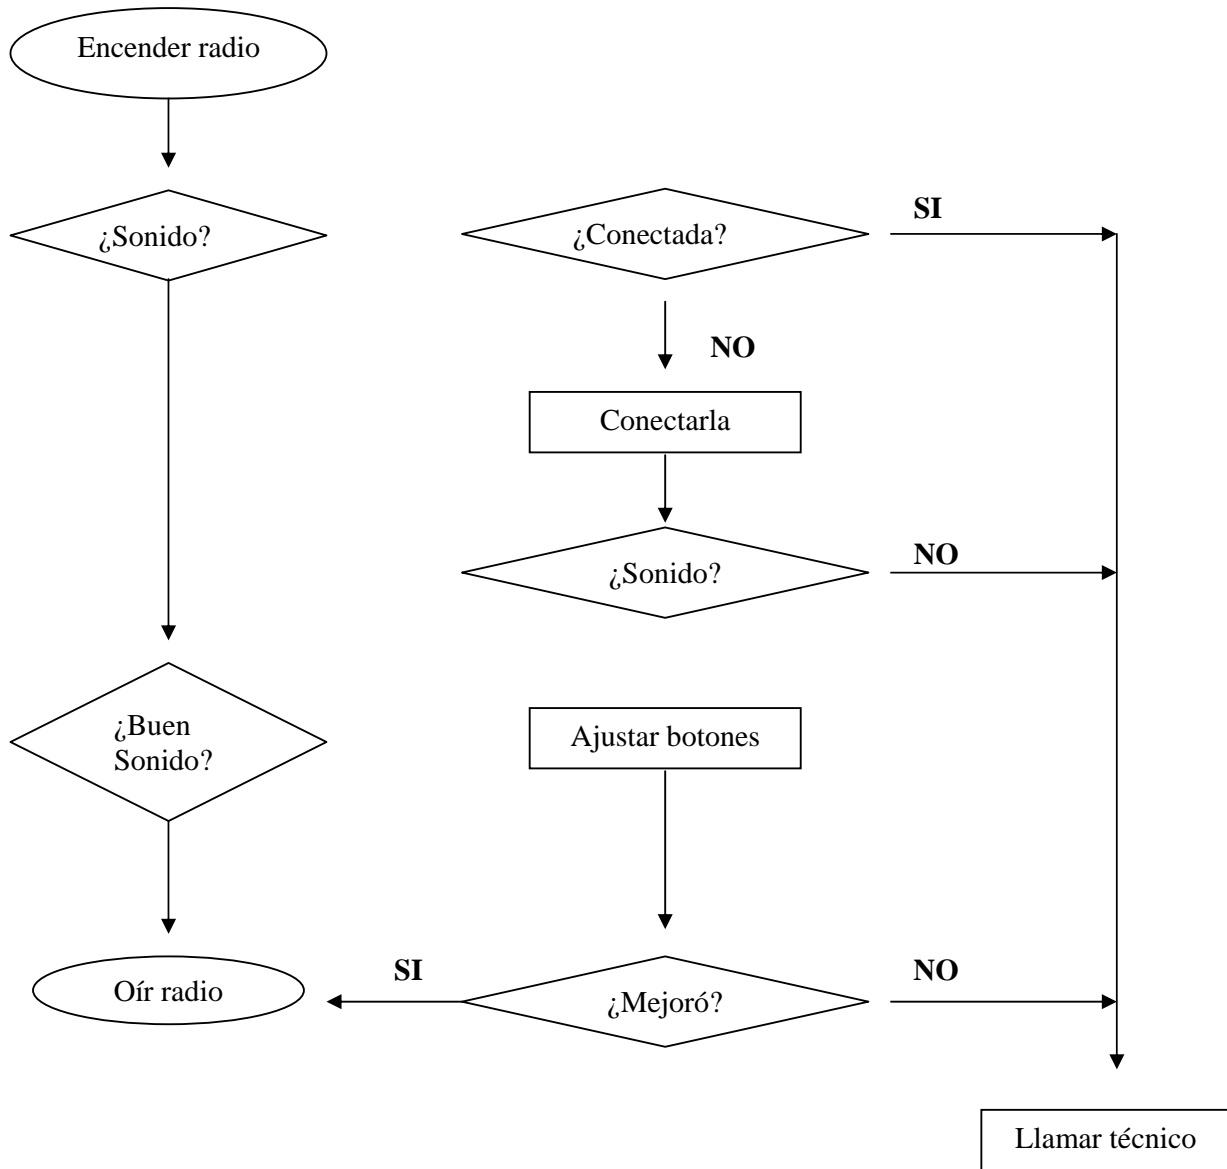 Encender radio
¿Sonido?
¿Conectada?
SI
NO
Conectarla
¿Sonido?
NO
¿Buen
Sonido?
Ajustar botones
Oír radio
SI
¿Mejoró?
NO
Llamar técnico